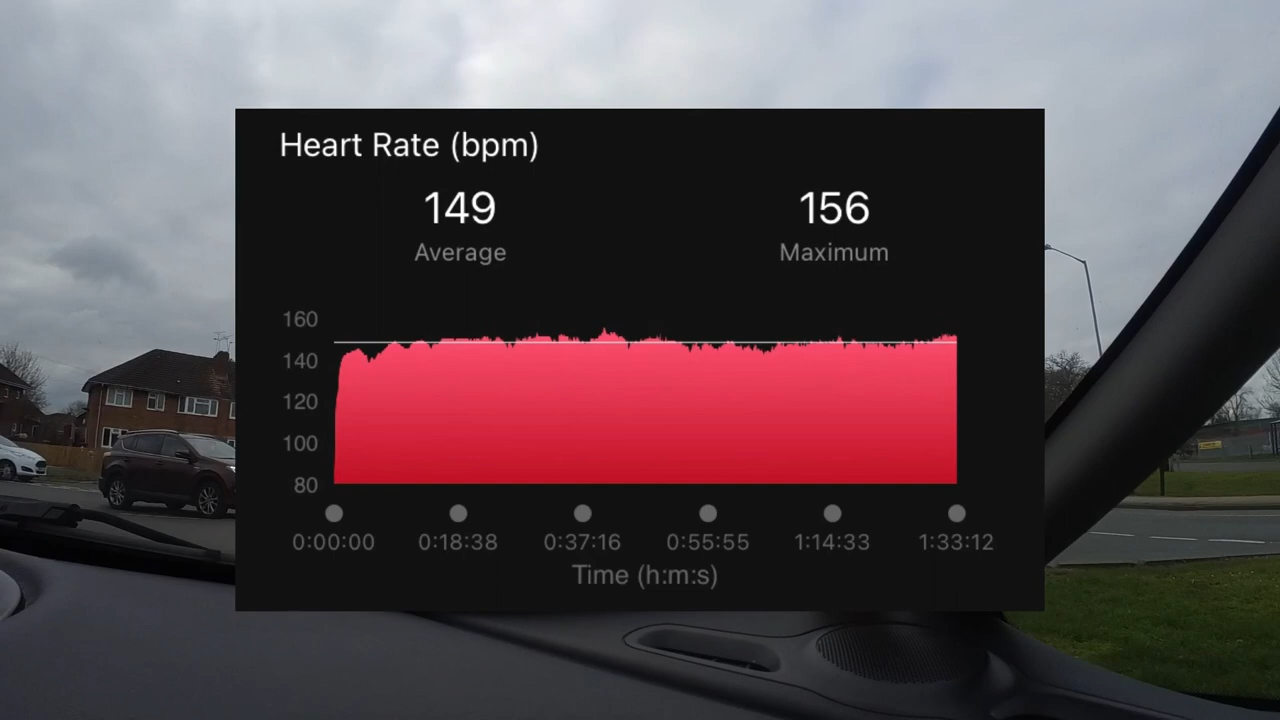 Heart Rate (bpm)
149 156
Average Maximum
160
140
120
100
80
0:00:00 0:18:38 0:37:16 0:55:55 1:14:33 1:33:12
Time (h:m:s)